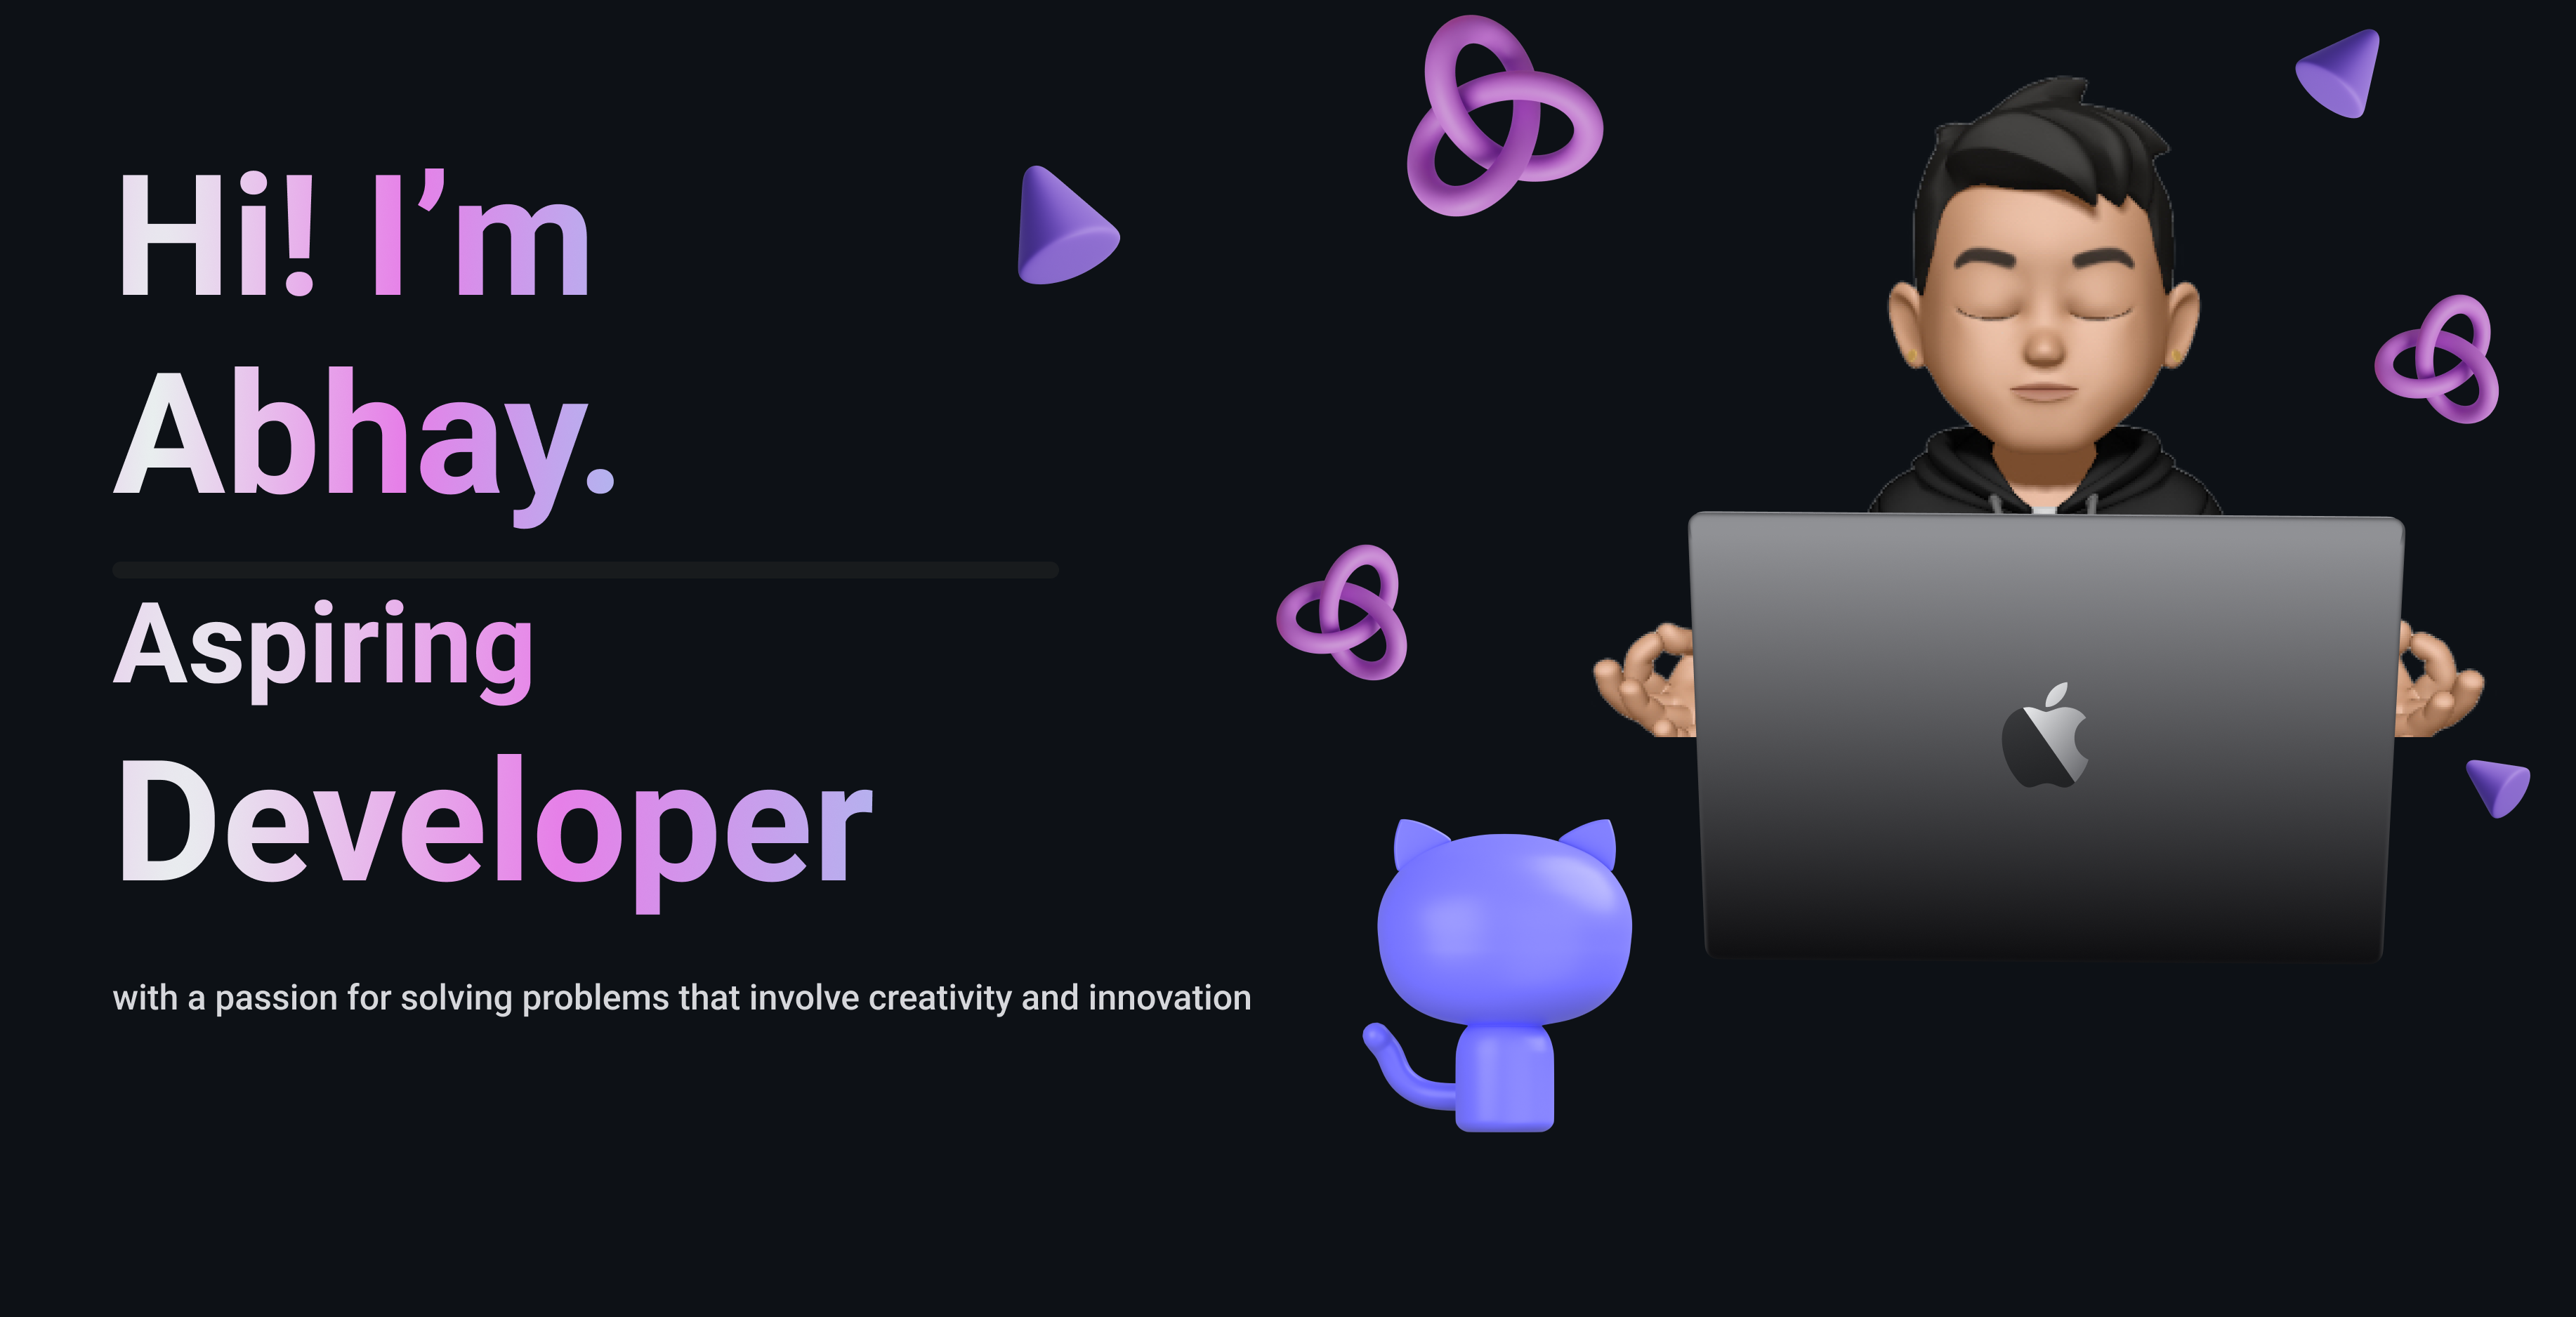 Hi! I’m
Abhay.
Aspiring
Developer
with a passion for solving problems that involve creativity and innovation